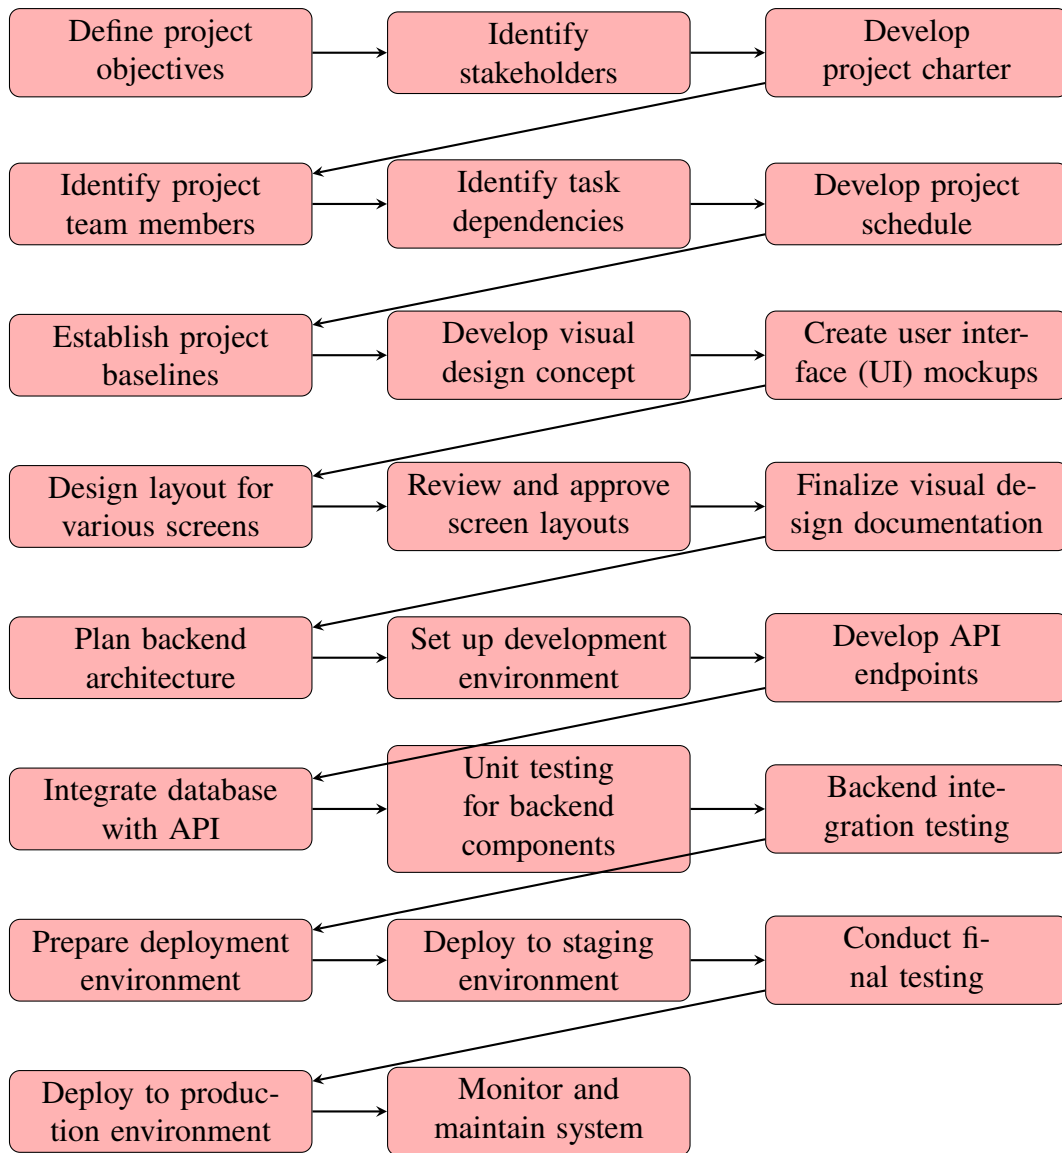 Define project
objectives
Identify
stakeholders
Develop
project charter
Identify project
team members
Identify task
dependencies
Develop project
schedule
Establish project
baselines
Develop visual
design concept
Create user inter-
face (UI) mockups
Design layout for
various screens
Review and approve
screen layouts
Finalize visual de-
sign documentation
Plan backend
architecture
Set up development
environment
Develop API
endpoints
Integrate database
with API
Unit testing
for backend
components
Backend inte-
gration testing
Prepare deployment
environment
Deploy to staging
environment
Conduct fi-
nal testing
Deploy to produc-
tion environment
Monitor and
maintain system